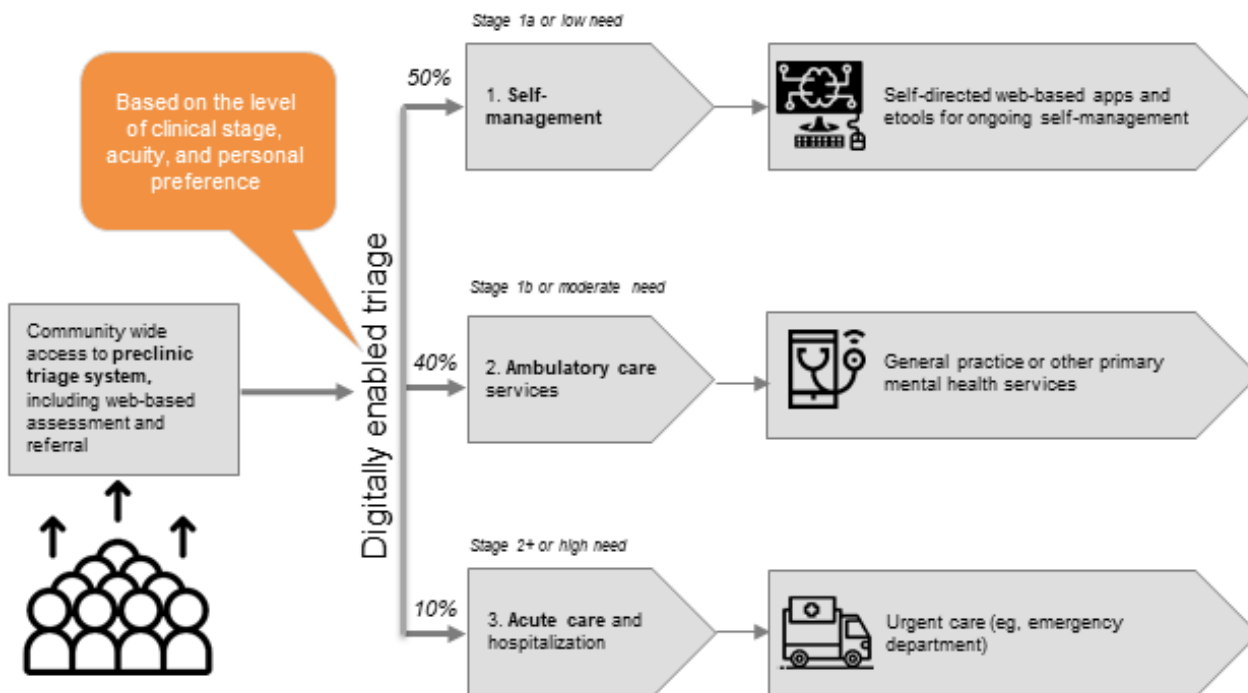 Stage 1a or low need
50%
1. Self-
management
Self-directed web-based apps and
etools for ongoing self-management
Based on the level
of clinical stage,
acuity, and personal
preference
Community wide
access to preclinic
triage system,
including web-based
assessment and
referral
Digitally enabled triage
Stage 1b or moderate need
40%
2. Ambulatory care
services
General practice or other primary
mental health services
Stage 2+ or high need
10%
3. Acute care and
hospitalization
Urgent care (eg, emergency
department)